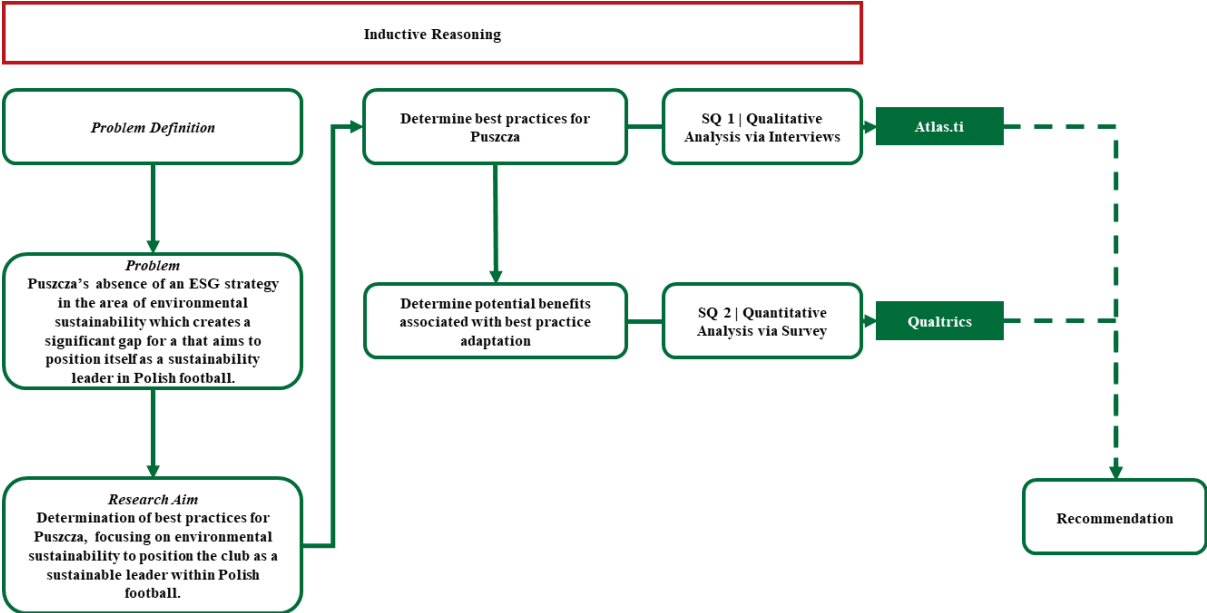 Inductive Reasoning
Problem Definition
Problem
Puszcza's absence of an ESG strategy
in the area of environmental
sustainability which creates a
significant gap for a that aims to
position itself as a sustainability
leader in Polish football.
Research Aim
Determination of best practices for
Puszcza, focusing on environmental
sustainability to position the club as a
sustainable leader within Polish
football.
Determine best practices for
Puszcza
SQ 1 | Qualitative
Analysis via Interviews
Atlas.ti
Determine potential benefits
associated with best practice
adaptation
SQ 2 | Quantitative
Analysis via Survey
Qualtrics
Recommendation